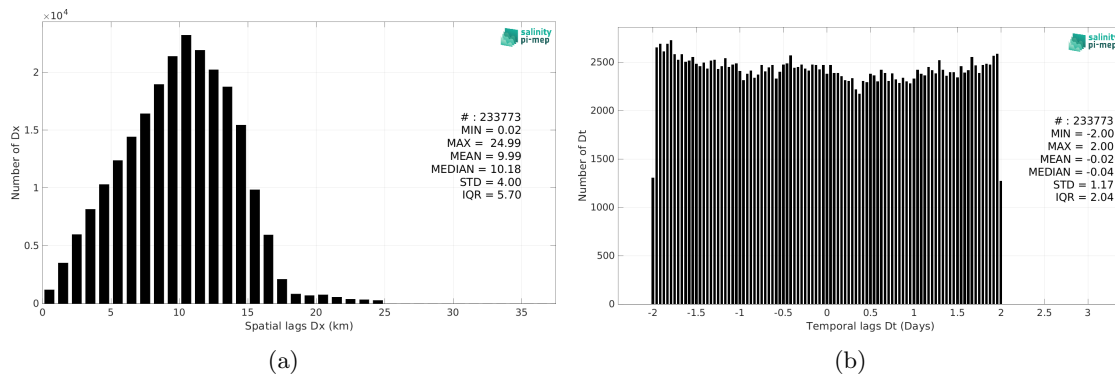 ×10⁴
salinity
pi-mep
2
1.5
1
0.5
0
Number of Dx
# : 233773
MIN = 0.02
MAX = 24.99
MEAN = 9.99
MEDIAN = 10.18
STD = 4.00
IQR = 5.70
0 5 10 15 20 25 30 35
Spatial lags Dx (km)
(a)
salinity
pi-mep
2500
2000
1500
1000
500
0
Number of Dt
# : 233773
MIN = -2.00
MAX = 2.00
MEAN = -0.02
MEDIAN = -0.04
STD = 1.17
IQR = 2.04
-2 -1.5 -1 -0.5 0 0.5 1 1.5 2 2.5 3
Temporal lags Dt (Days)
(b)